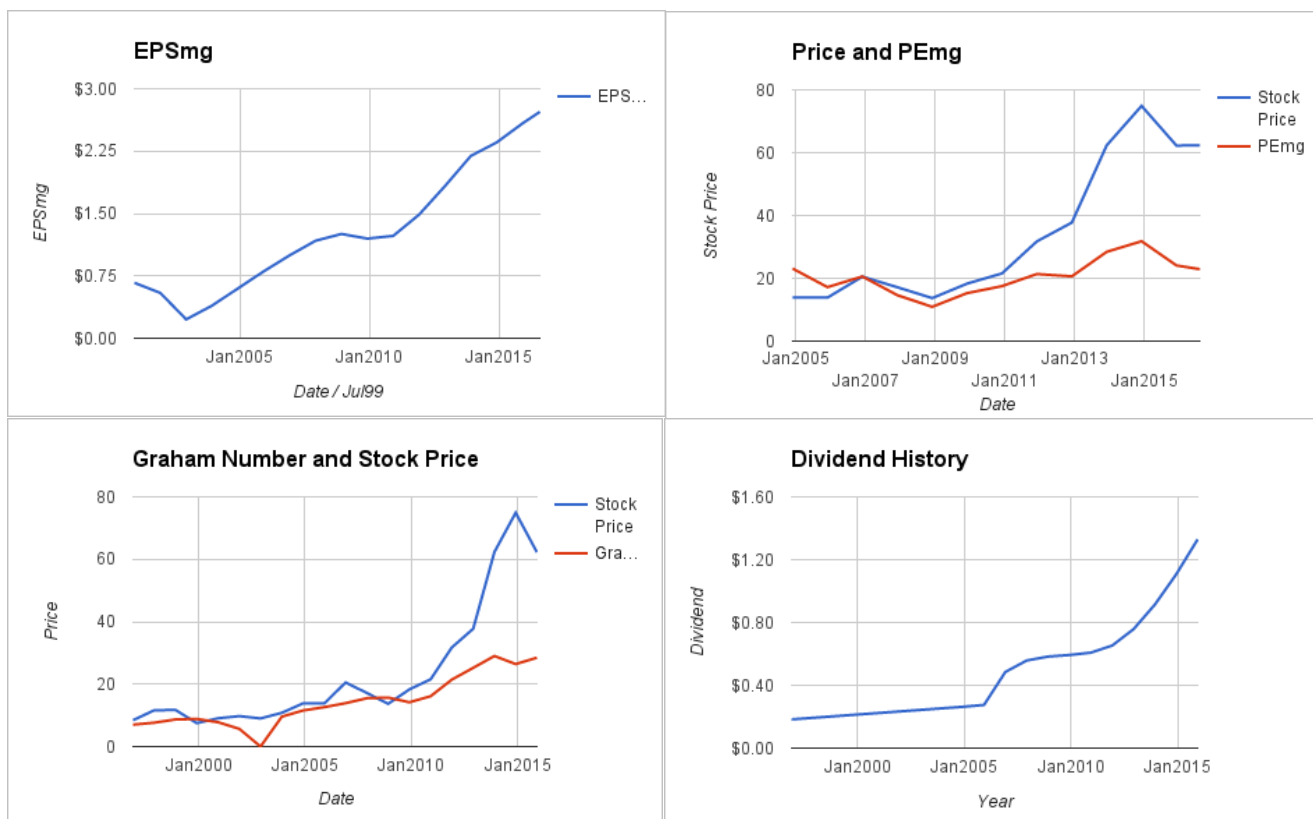 EPSmg
$3.00
$2.25
$1.50
$0.75
$0.00
EPSmg
EPS...
Jan2005
Jan2010
Jan2015
Date / Jul99
Price and PEmg
80
60
40
20
0
Stock Price
Stock
Price
PEmg
Jan2005
Jan2009
Jan2013
Jan2007
Jan2011
Jan2015
Date
Graham Number and Stock Price
80
60
40
20
0
Price
Stock
Price
Gra...
Jan2000
Jan2005
Jan2010
Jan2015
Date
Dividend History
$1.60
$1.20
$0.80
$0.40
$0.00
Dividend
Jan2000
Jan2005
Jan2010
Jan2015
Year